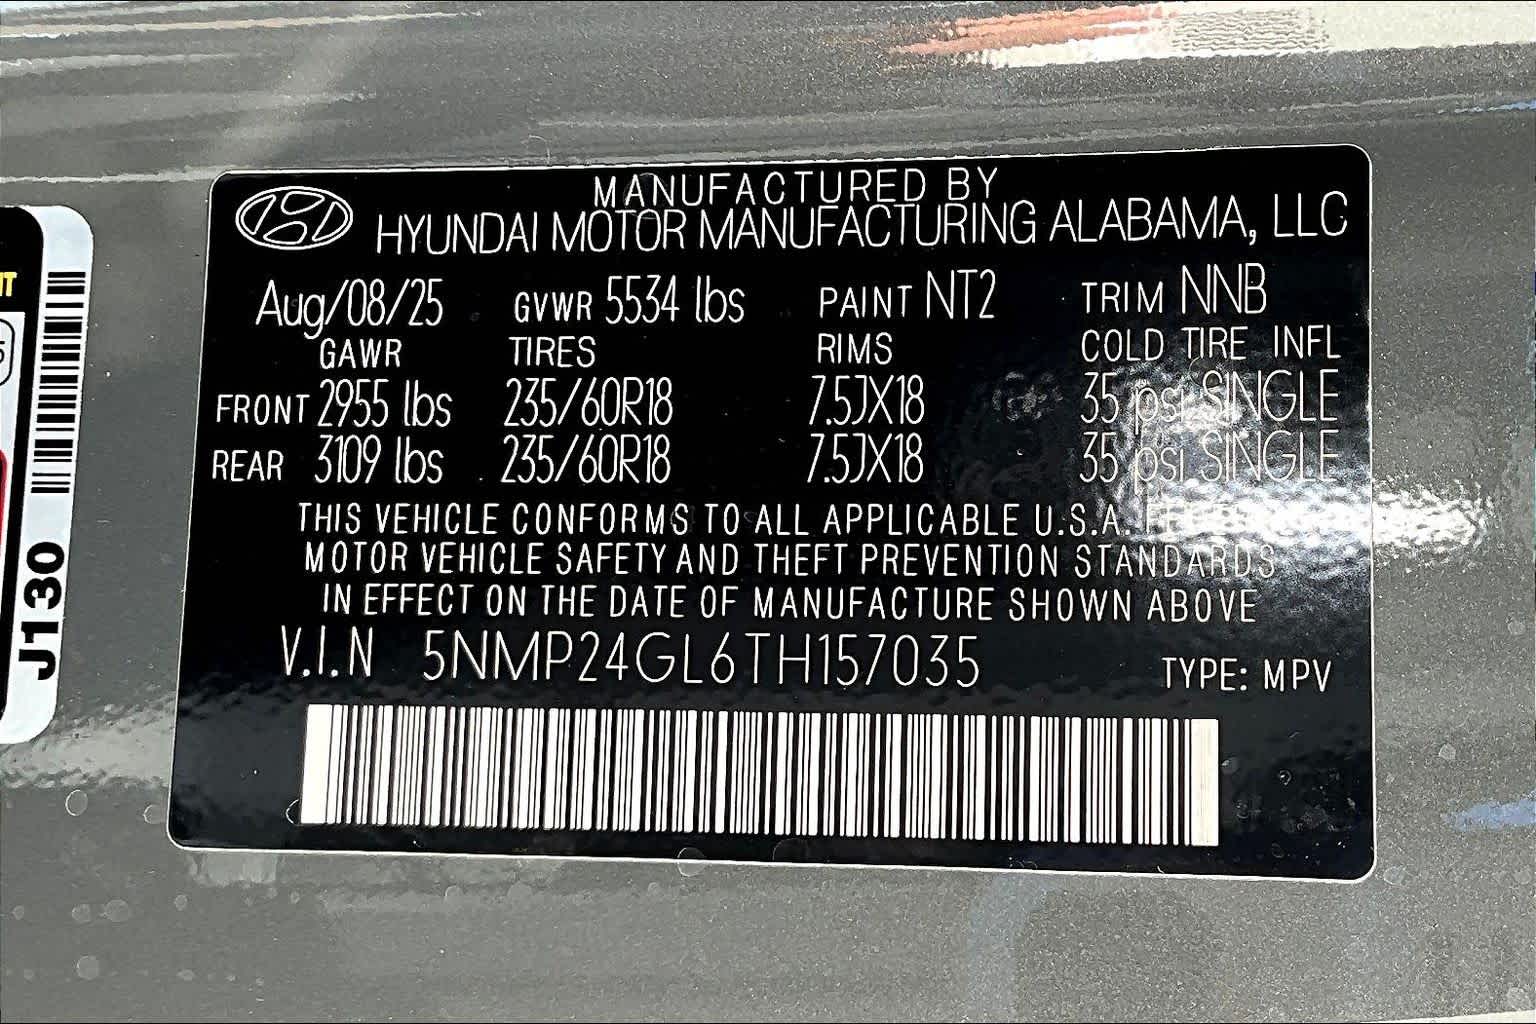 MANUFACTURED BY
HYUNDAI MOTOR MANUFACTURING ALABAMA, LLC
Aug/08/25 GVWR 5534 lbs PAINT NT2 TRIM NNB
GAWR TIRES RIMS COLD TIRE INFL
FRONT 2955 lbs 235/60R18 7.5JX18 35 psi SINGLE
REAR 3109 lbs 235/60R18 7.5JX18 35 psi SINGLE
THIS VEHICLE CONFORMS TO ALL APPLICABLE U.S.A.
MOTOR VEHICLE SAFETY AND THEFT PREVENTION STANDARDS
IN EFFECT ON THE DATE OF MANUFACTURE SHOWN ABOVE
V.I.N 5NMP24GL6TH157035 TYPE: MPV
J130